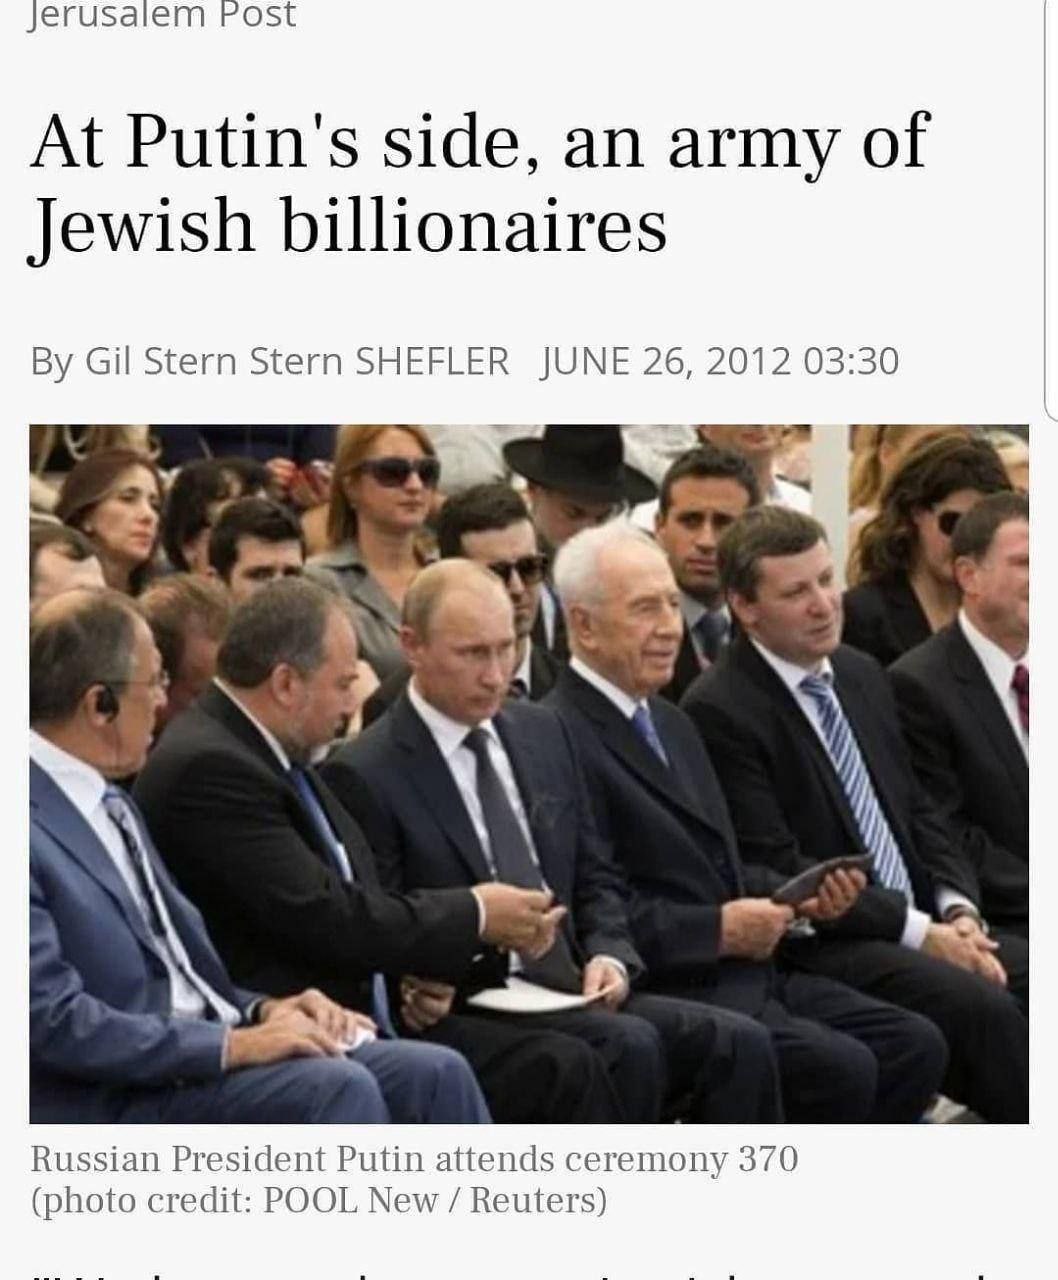 Jerusalem Post
At Putin's side, an army of
Jewish billionaires
By Gil Stern Stern SHEFLER JUNE 26, 2012 03:30
Russian President Putin attends ceremony 370
(photo credit: POOL New / Reuters)